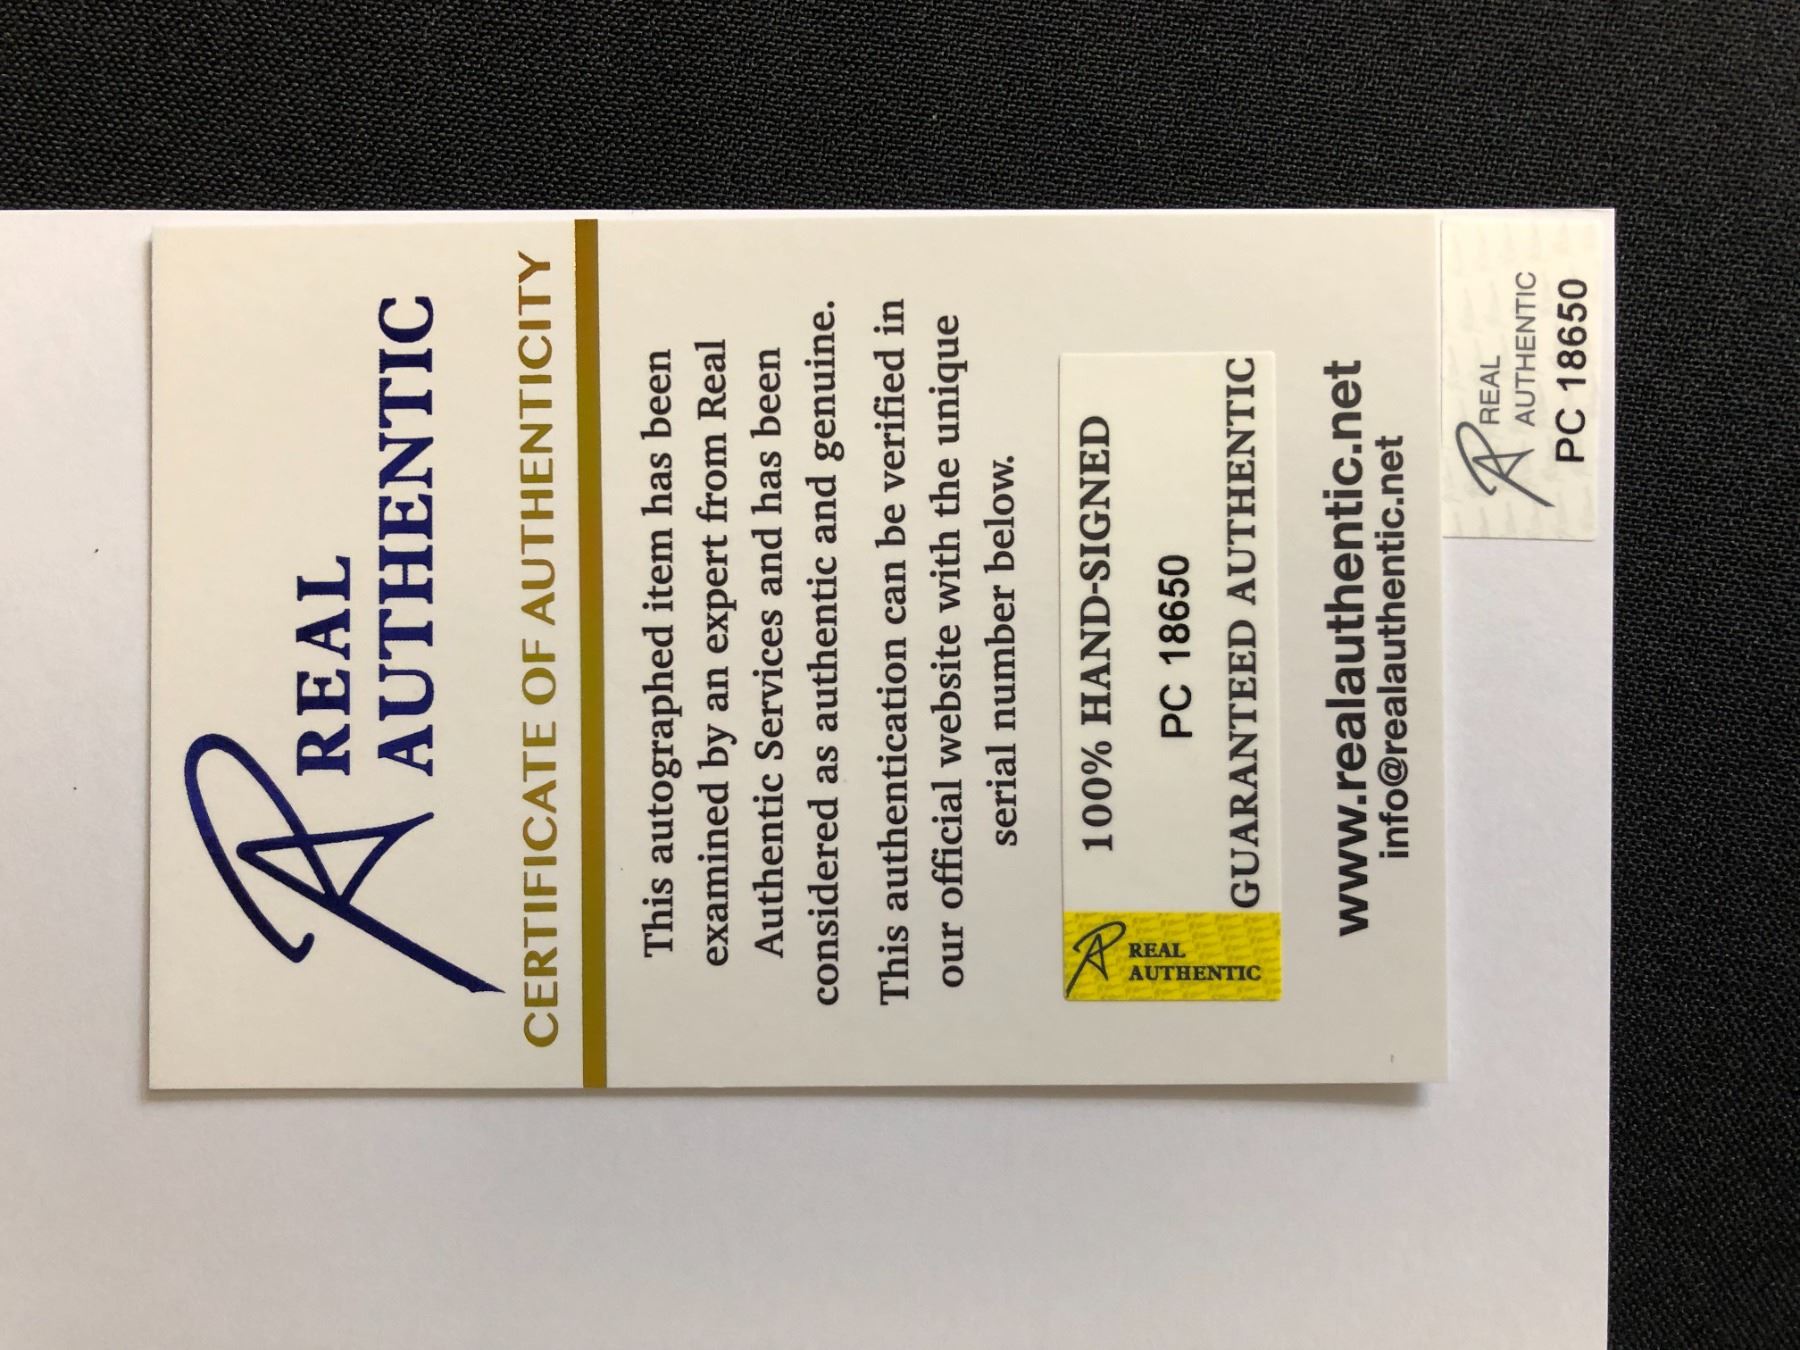 REAL
AUTHENTIC
CERTIFICATE OF AUTHENTICITY
This autographed item has been
examined by an expert from Real
Authentic Services and has been
considered as authentic and genuine.
This authentication can be verified in
our official website with the unique
serial number below.
REAL
AUTHENTIC
100% HAND-SIGNED
PC 18650
GUARANTEED AUTHENTIC
www.realauthentic.net
info@realauthentic.net
REAL
AUTHENTIC
PC 18650